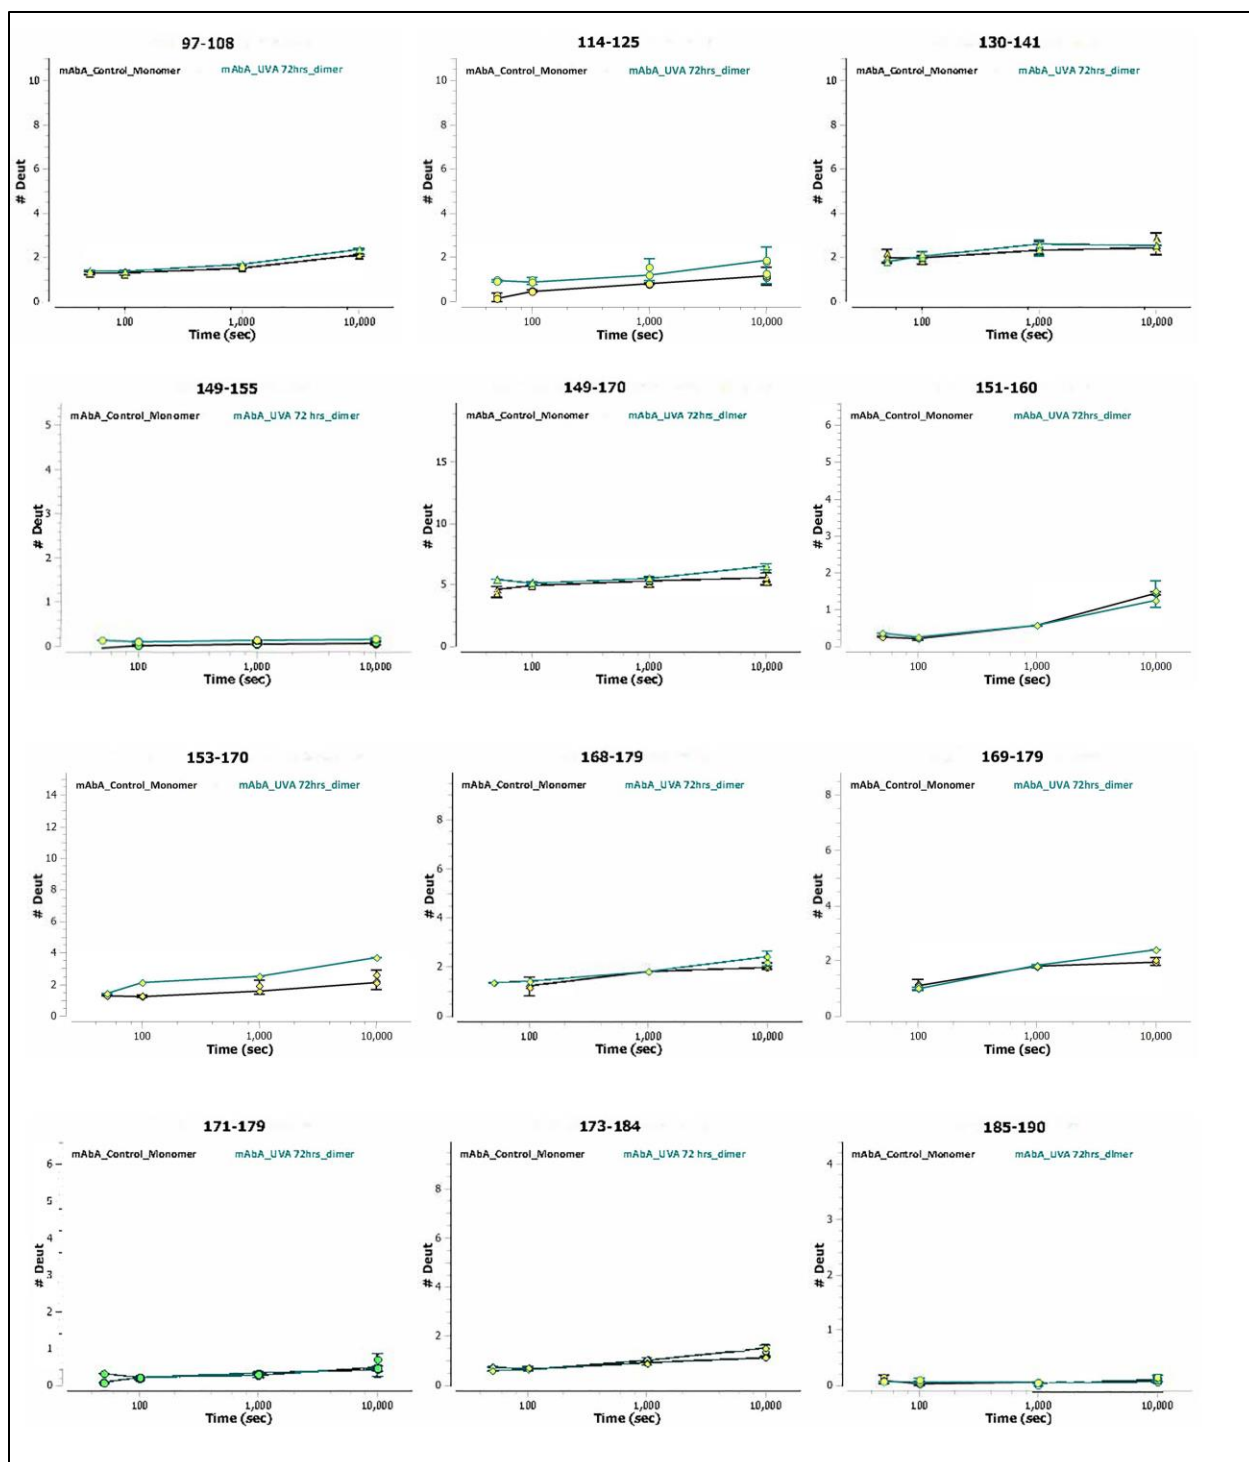 97-108
mAbA_Control_Monomer mAbA_UVA 72hrs_dimer
10
8
6
4
2
0
# Deut
100 1,000 10,000
Time (sec)
114-125
mAbA_Control_Monomer mAbA_UVA 72hrs_dimer
10
8
6
4
2
0
# Deut
100 1,000 10,000
Time (sec)
130-141
mAbA_Control_Monomer mAbA_UVA 72hrs_dimer
10
8
6
4
2
0
# Deut
100 1,000 10,000
Time (sec)
149-155
mAbA_Control_Monomer mAbA_UVA 72 hrs_dimer
5
4
3
2
1
0
# Deut
100 1,000 10,000
Time (sec)
149-170
mAbA_Control_Monomer mAbA_UVA 72hrs_dimer
15
10
5
0
# Deut
100 1,000 10,000
Time (sec)
151-160
mAbA_Control_Monomer mAbA_UVA 72hrs_dimer
6
5
4
3
2
1
0
# Deut
100 1,000 10,000
Time (sec)
153-170
mAbA_Control_Monomer mAbA_UVA 72hrs_dimer
14
12
10
8
6
4
2
0
# Deut
100 1,000 10,000
Time (sec)
168-179
mAbA_Control_Monomer mAbA_UVA 72hrs_dimer
8
6
4
2
0
# Deut
100 1,000 10,000
Time (sec)
169-179
mAbA_Control_Monomer mAbA_UVA 72hrs_dimer
8
6
4
2
0
# Deut
100 1,000 10,000
Time (sec)
171-179
mAbA_Control_Monomer mAbA_UVA 72hrs_dimer
6
5
4
3
2
1
0
# Deut
100 1,000 10,000
Time (sec)
173-184
mAbA_Control_Monomer mAbA_UVA 72 hrs_dimer
8
6
4
2
0
# Deut
100 1,000 10,000
Time (sec)
185-190
mAbA_Control_Monomer mAbA_UVA 72hrs_dimer
4
3
2
1
0
# Deut
100 1,000 10,000
Time (sec)